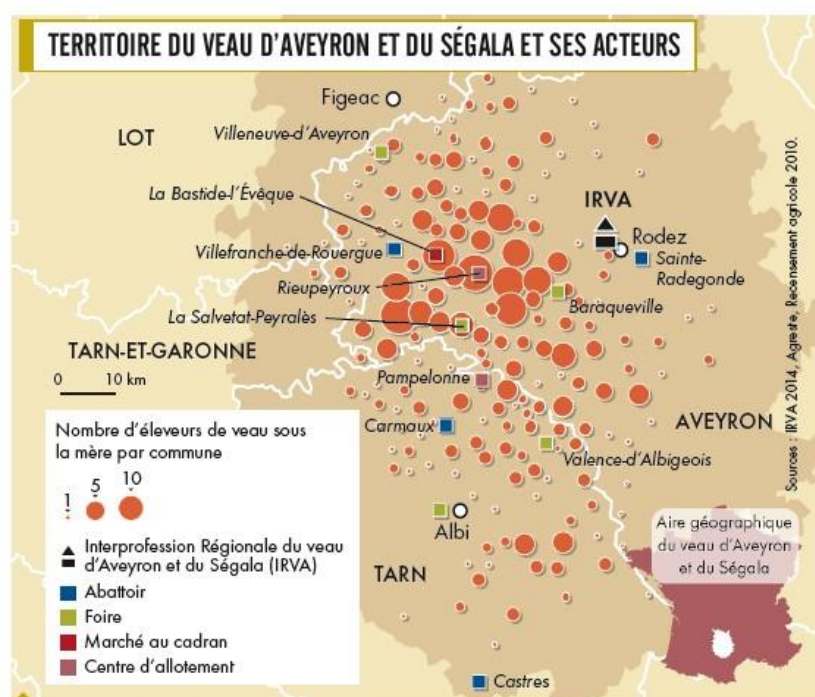 TERRITOIRE DU VEAU D'AVEYRON ET DU SÉGALA ET SES ACTEURS
Figeac
Villeneuve-d'Aveyron
LOT
La Bastide-l'Évêque
IRVA
Rodez
Villefranche-de-Rouergue
Sainte-
Radegonde
Rieupeyroux
Baraqueville
La Salvetat-Peyralès
TARN-ET-GARONNE
0 10 km
Pampelonne
AVEYRON
Carmaux
Valence-d'Albigeois
Albi
TARN
Castres
Nombre d'éleveurs de veau sous
la mère par commune
1 5 10
Interprofession Régionale du veau
d'Aveyron et du Ségala (IRVA)
Abattoir
Foire
Marché au cadran
Centre d'allotement
Aire géographique
du veau d'Aveyron
et du Ségala
Sources : IRVA 2014, Agreste, Recensement agricole 2010.